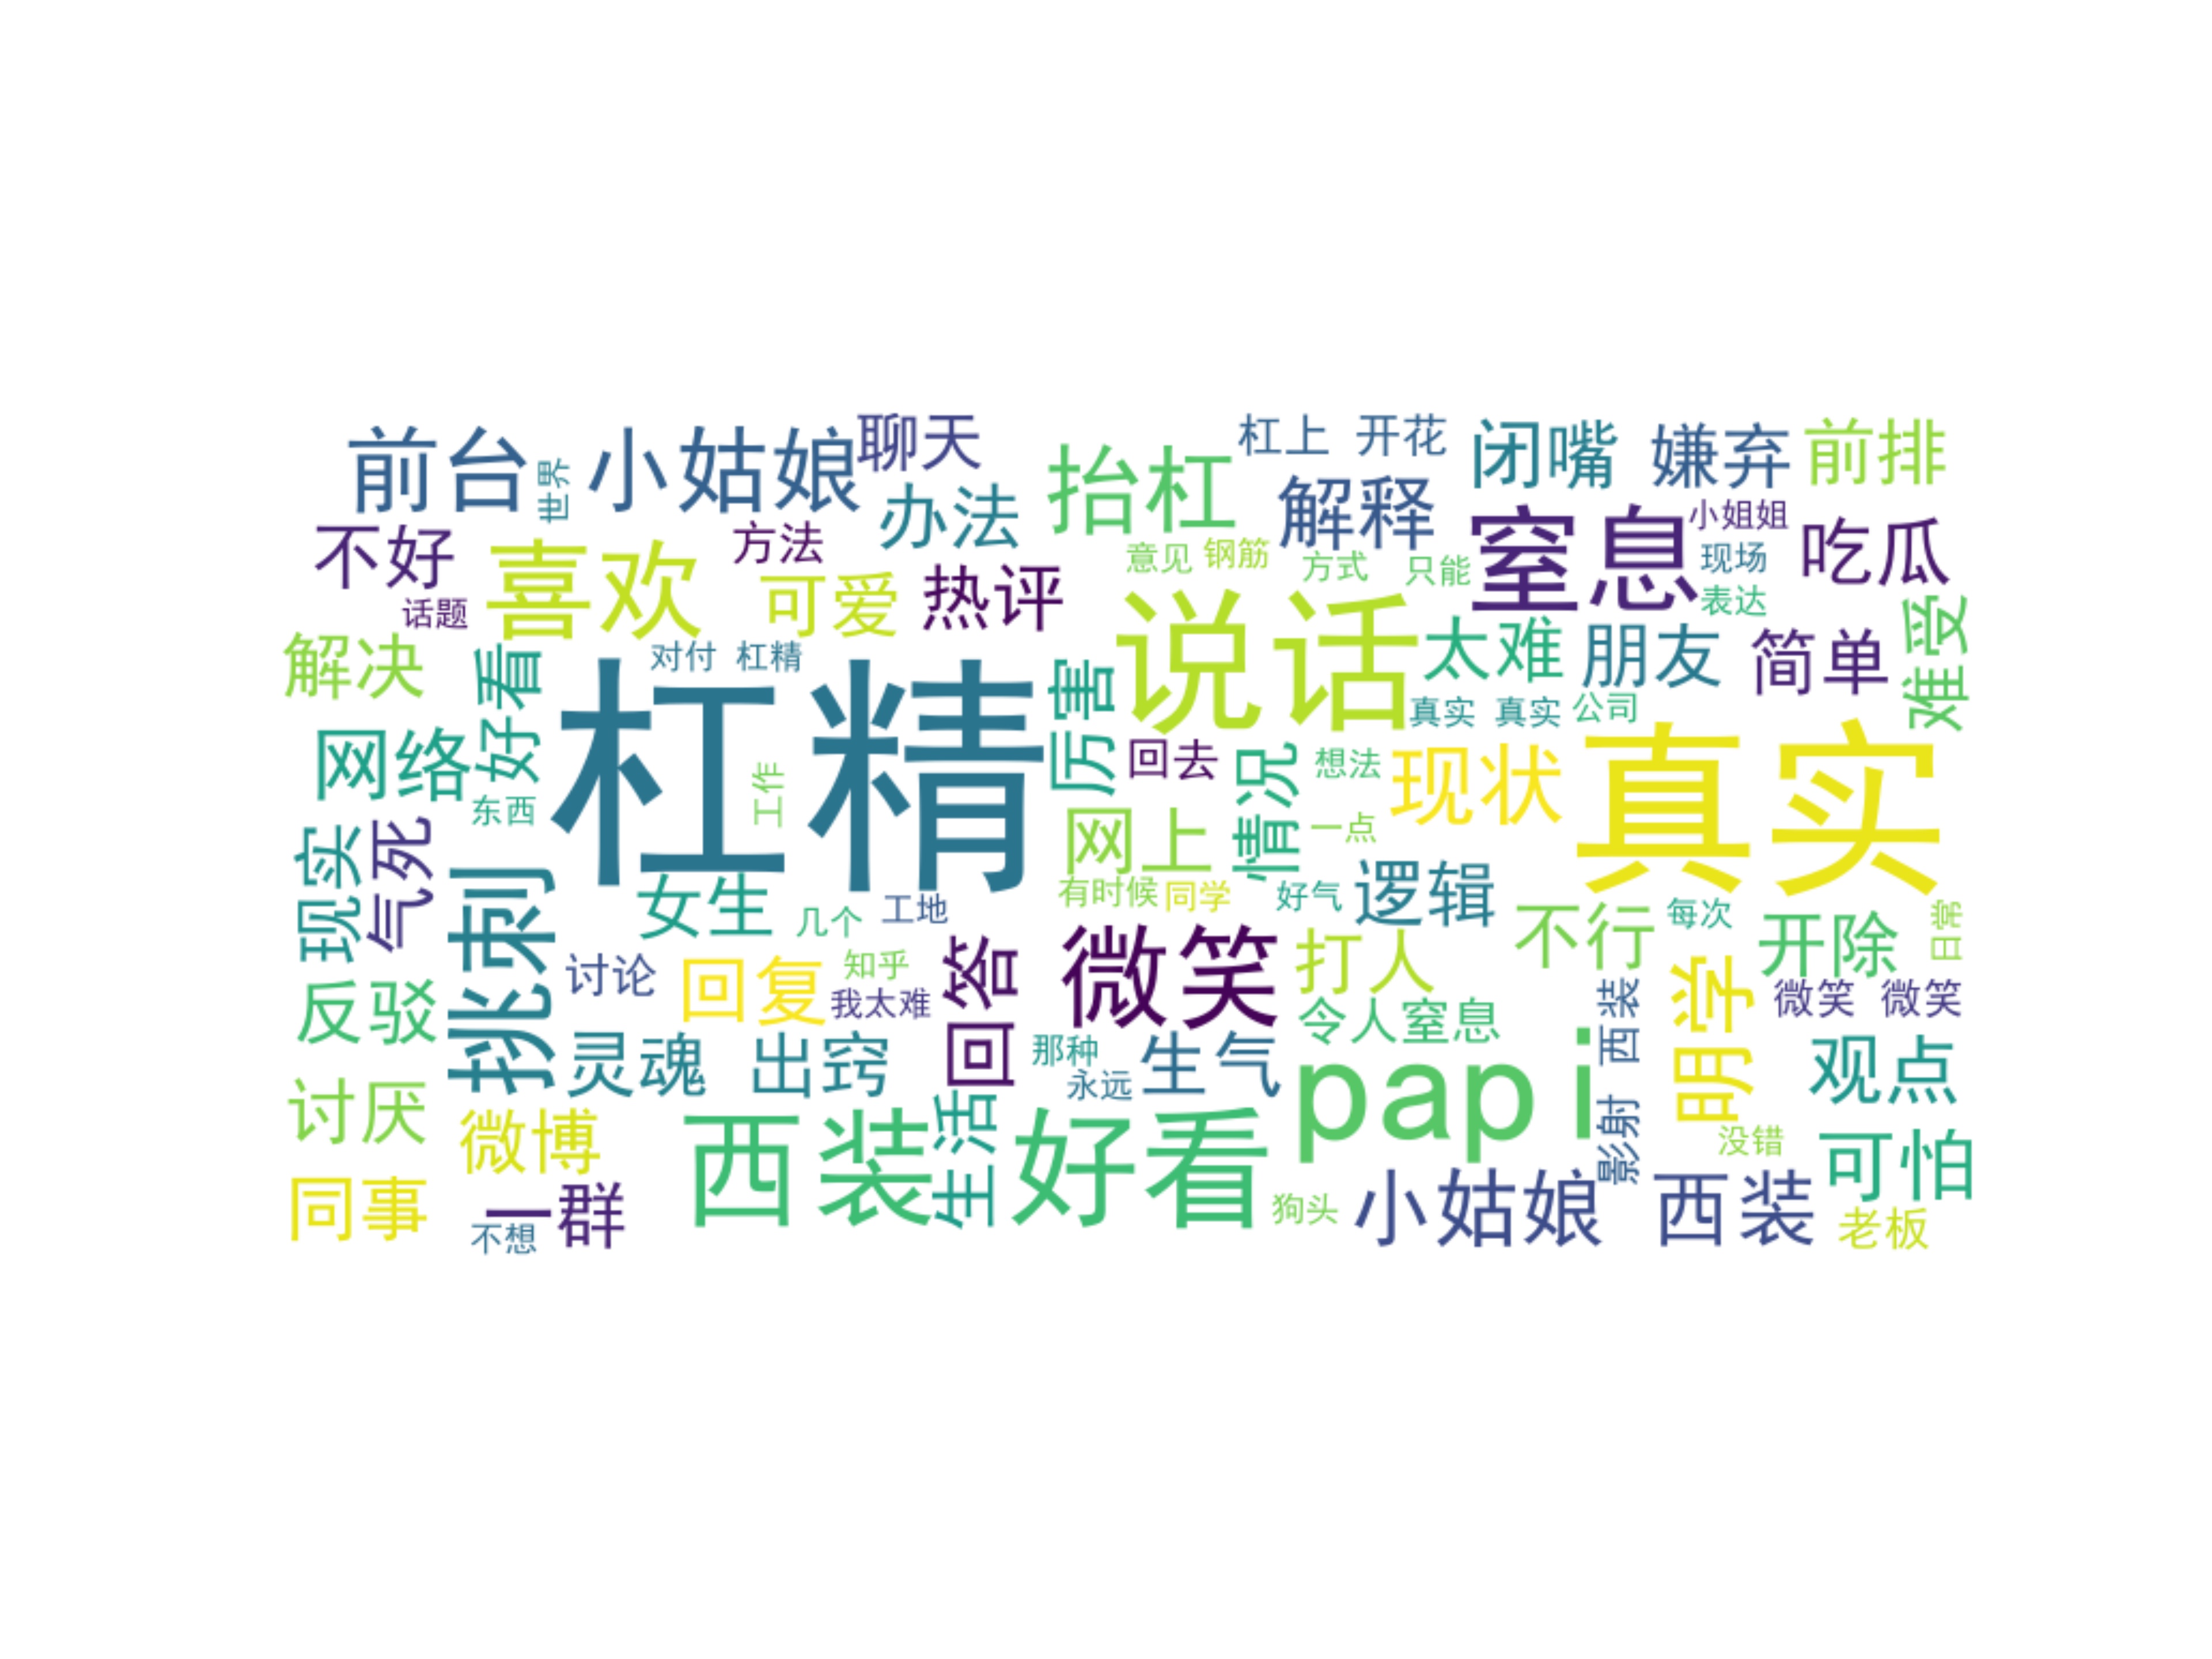 前台 小姑娘
聊天
杠上 开花
闭嘴
嫌弃
前排
世界
办法
抬杠
解释
窒息
小姐姐
吃瓜
不好
喜欢
方法
可爱
热评
意见
钢筋
方式
只能
现场
表达
话题
说话
太难
朋友
简单
难受
解决
好看
对付 杠精
杠精
厉害
真实 真实
公司
网络
东西
工作
回去
情况
想法
现状
真实
现实
气死
挑刺
女生
几个
工地
网上
一点
有时候
同学
好气
逻辑
不行
每次
开除
日常
反驳
讨论
回复
知乎
我太难
回答
微笑
打人
令人窒息
影射 西装
明学
微笑 微笑
灵魂 出窍
那种
永远
生气
papi
观点
讨厌
微博
西装
生活
好看
没错
可怕
同事
不想
一群
狗头
小姑娘 西装
老板